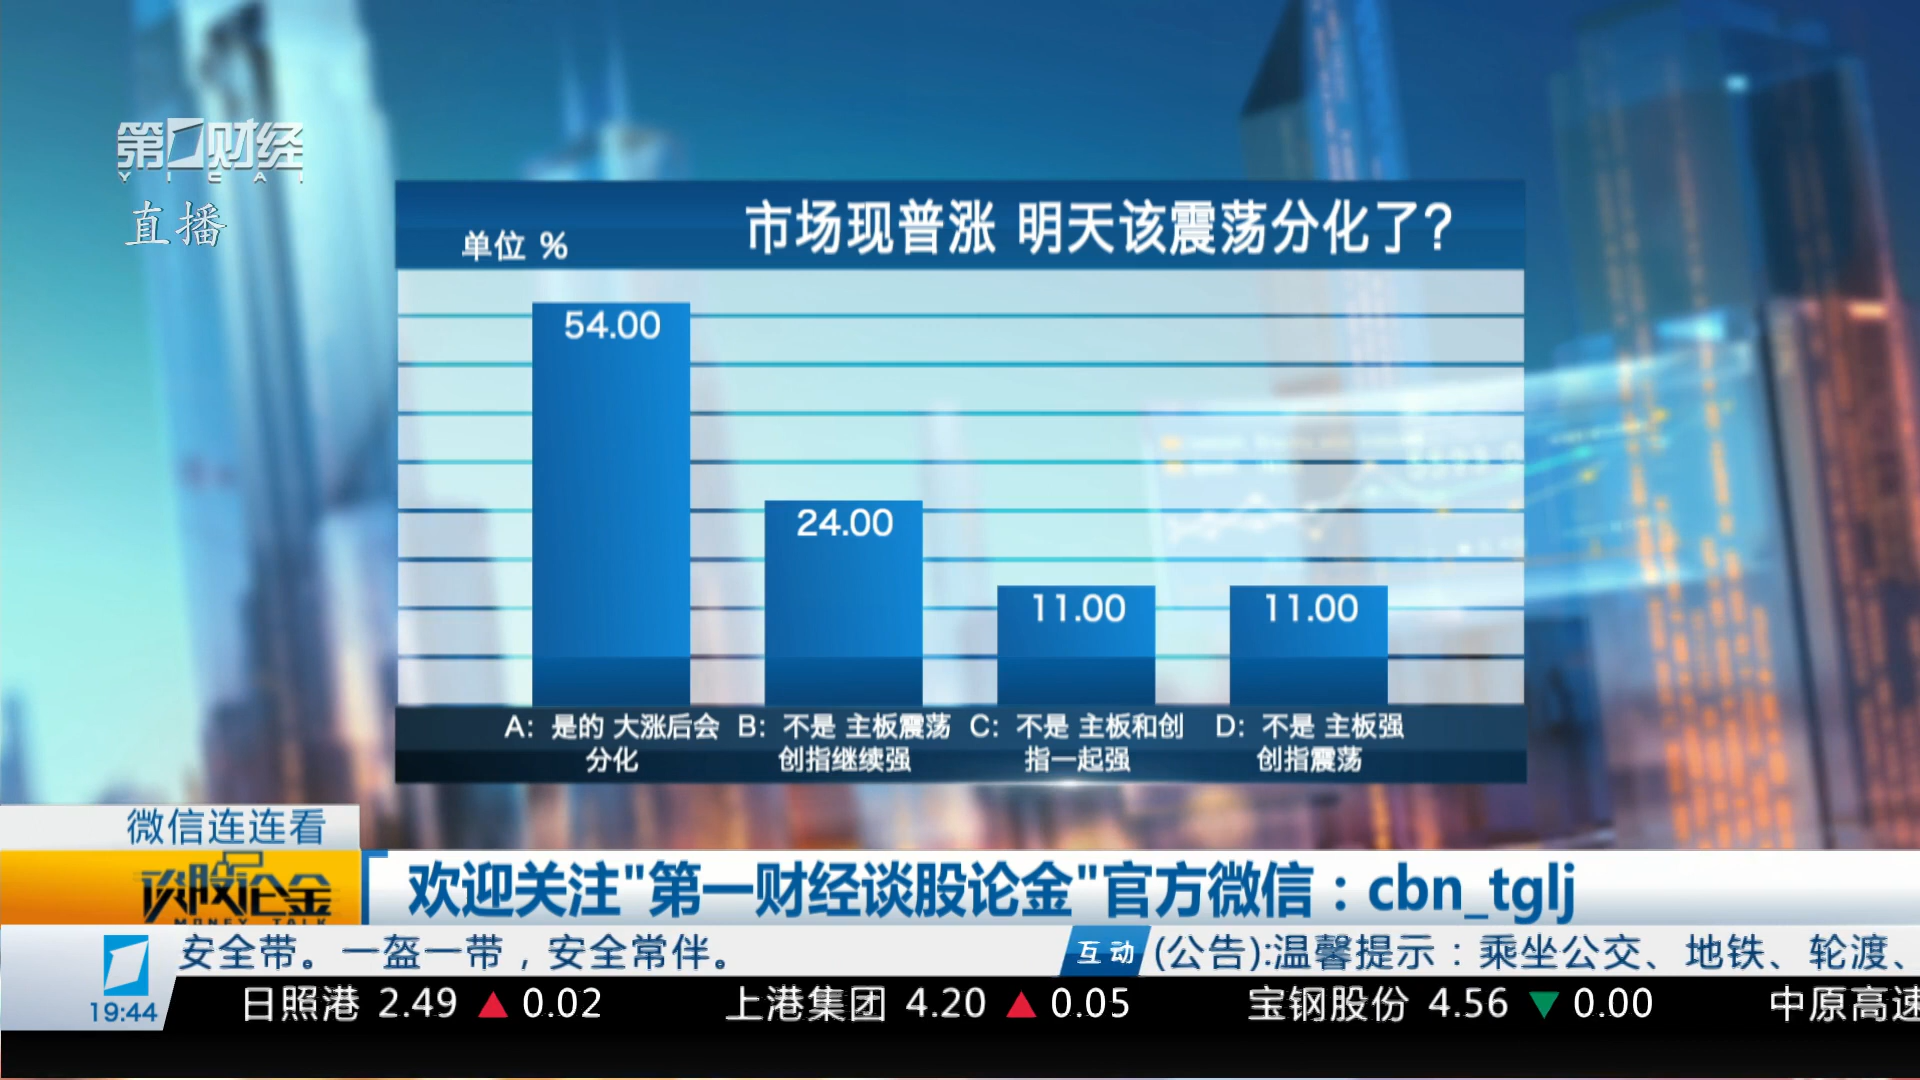 第一财经
YICAI
直播
单位 %
市场现普涨 明天该震荡分化了?
54.00
24.00
11.00
11.00
A: 是的 大涨后会
分化
B: 不是 主板震荡
创指继续强
C: 不是 主板和创
指一起强
D: 不是 主板强
创指震荡
微信连连看
谈股论金
MONEY TALK
欢迎关注"第一财经谈股论金"官方微信：cbn_tglj
安全带。一盔一带，安全常伴。
互动
(公告):温馨提示：乘坐公交、地铁、轮渡、
19:44
日照港 2.49 ▲ 0.02
上港集团 4.20 ▲ 0.05
宝钢股份 4.56 ▼ 0.00
中原高速